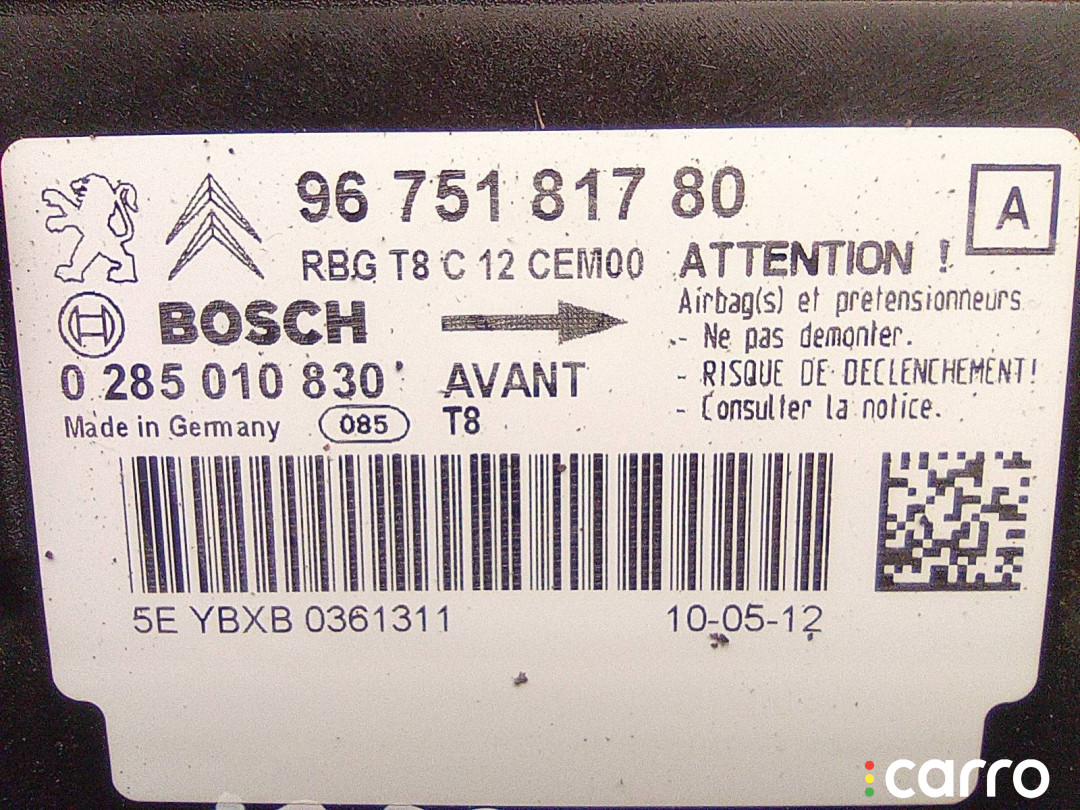 96 751 817 80
A
RBG T8 C 12 CEM00
ATTENTION !
BOSCH
Airbag(s) et pretensionneurs
- Ne pas demonter.
0 285 010 830
AVANT
- RISQUE DE DECLENCHEMENT!
Made in Germany
085
T8
- Consulter la notice.
5E YBXB 0361311
10-05-12
carro